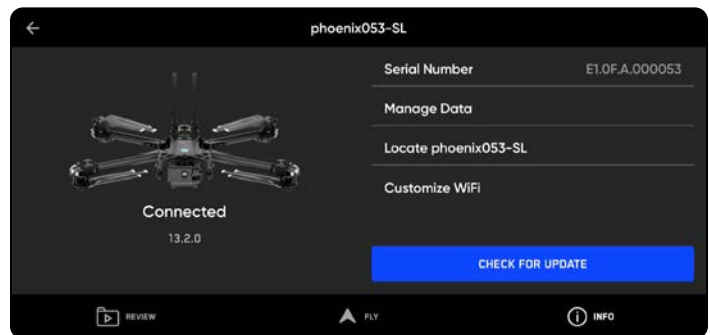 phoenix053-SL
Serial Number E1.0F.A.000053
Manage Data
Locate phoenix053-SL
Customize WiFi
Connected
13.2.0
CHECK FOR UPDATE
REVIEW FLY INFO